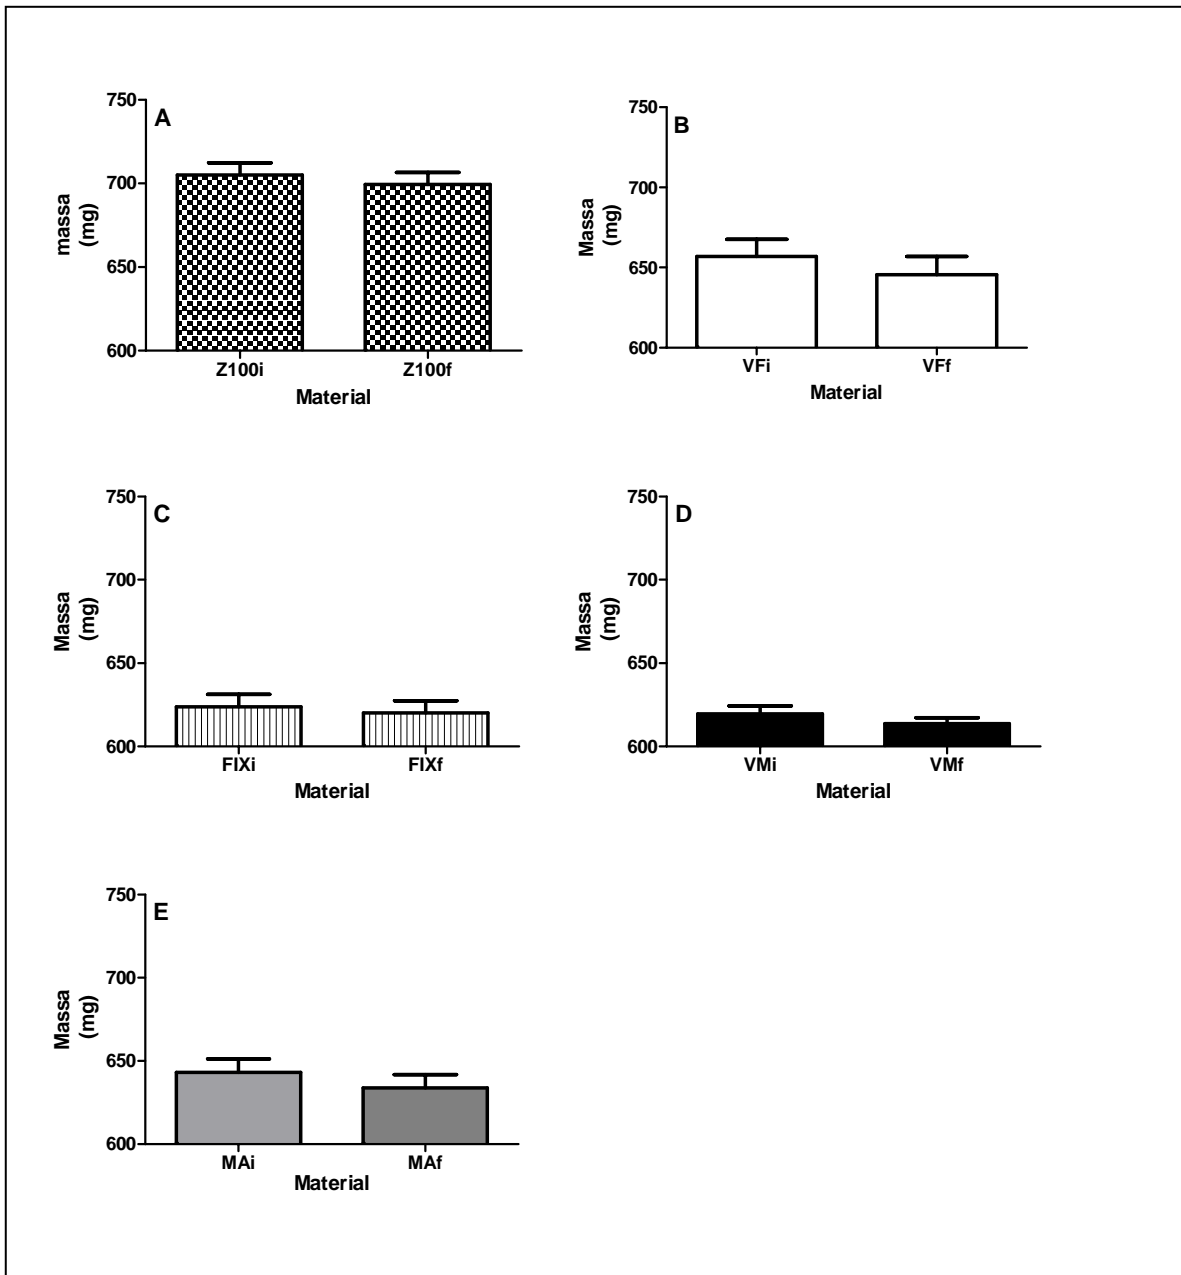 A
massa
(mg)
750
700
650
600
Z100i Z100f
Material
B
Massa
(mg)
750
700
650
600
VFi VFf
Material
C
Massa
(mg)
750
700
650
600
FIXi FIXf
Material
D
Massa
(mg)
750
700
650
600
VMi VMf
Material
E
Massa
(mg)
750
700
650
600
MAi MAf
Material